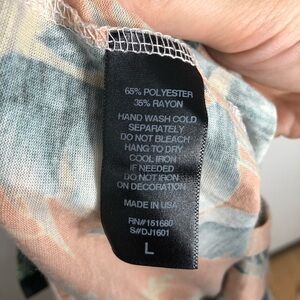 65% POLYESTER
35% RAYON
HAND WASH COLD
SEPARATELY
DO NOT BLEACH
HANG TO DRY
COOL IRON
IF NEEDED
DO NOT IRON
ON DECORATION
MADE IN USA
RN#151680
S#DJ1601
L